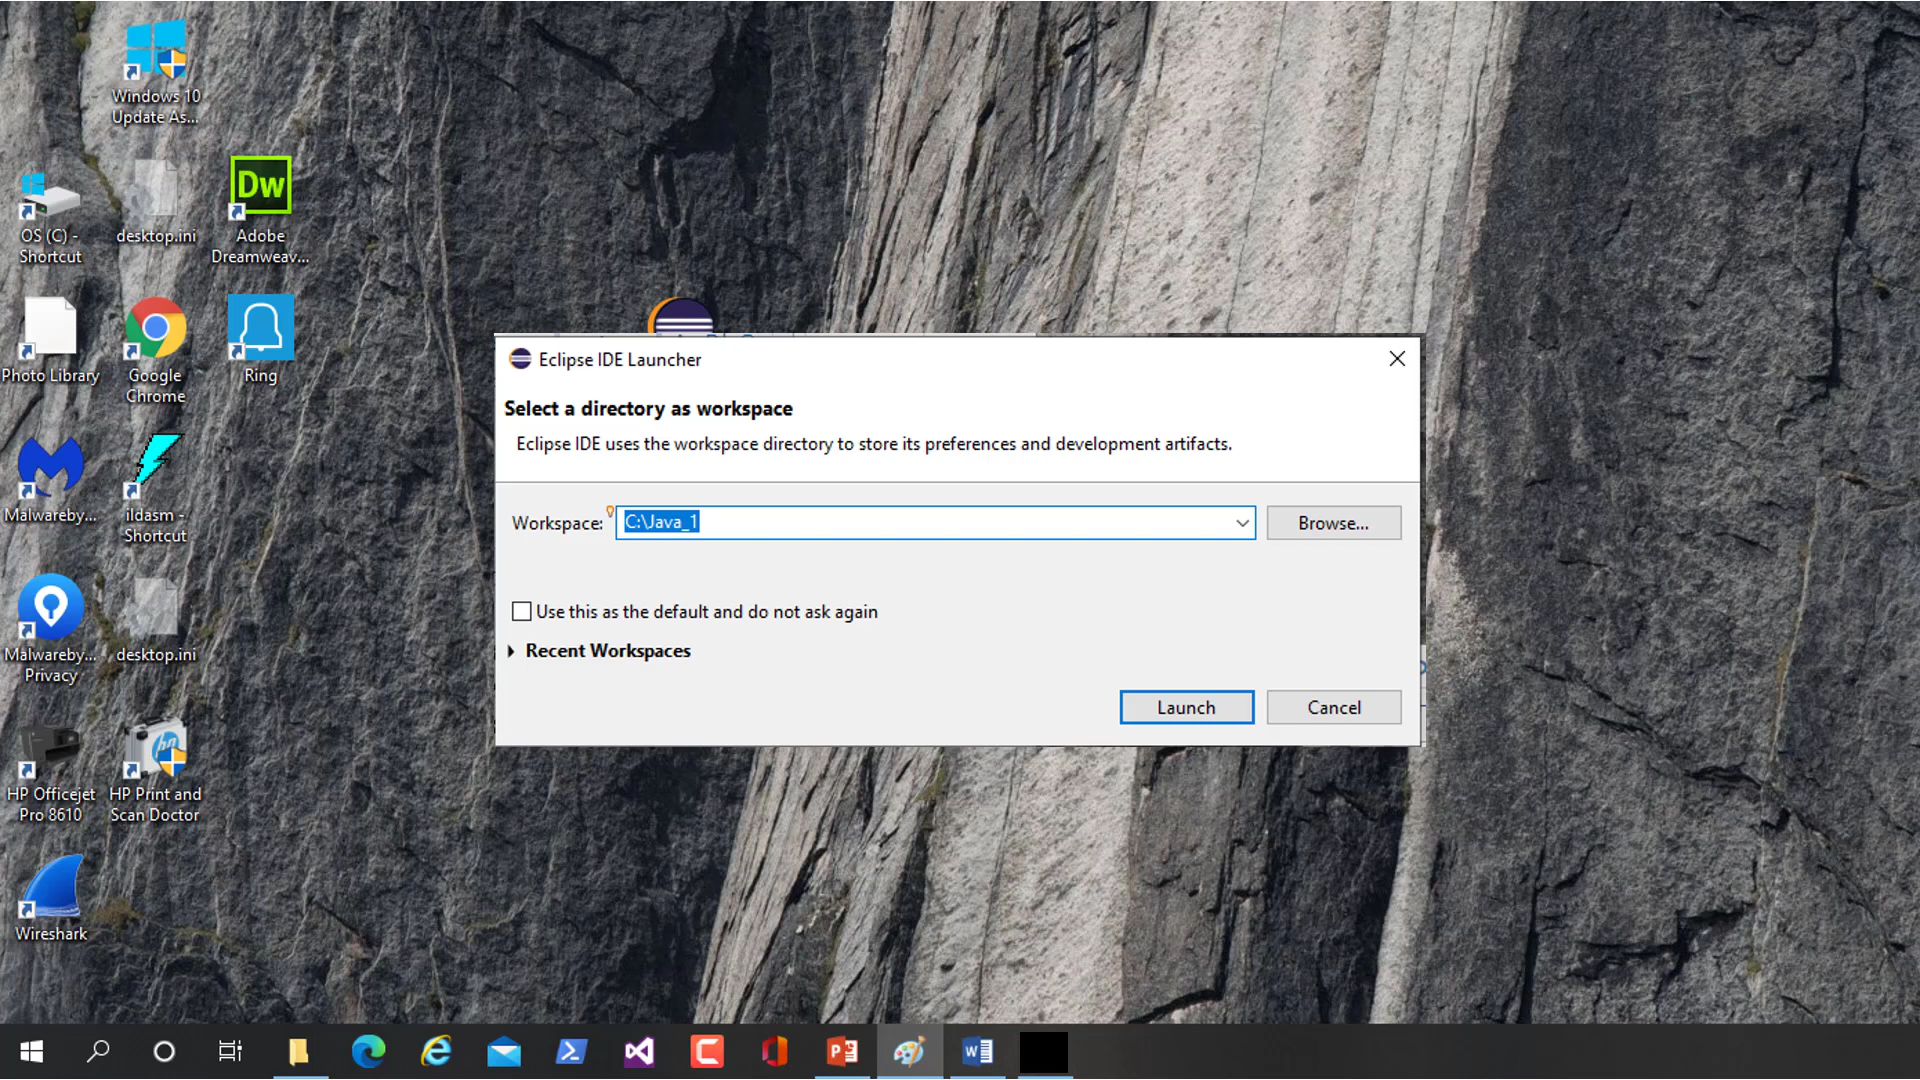 Windows 10
Update As...
OS (C) -
Shortcut
desktop.ini
Dw
Adobe
Dreamweav...
Photo Library
Google
Chrome
Ring
Malwareby...
ildasm -
Shortcut
Malwareby...
Privacy
desktop.ini
HP Officejet
Pro 8610
hp
HP Print and
Scan Doctor
Wireshark
Eclipse IDE Launcher
Select a directory as workspace
Eclipse IDE uses the workspace directory to store its preferences and development artifacts.
Workspace:
C:\Java_1
Browse...
Use this as the default and do not ask again
Recent Workspaces
Launch
Cancel